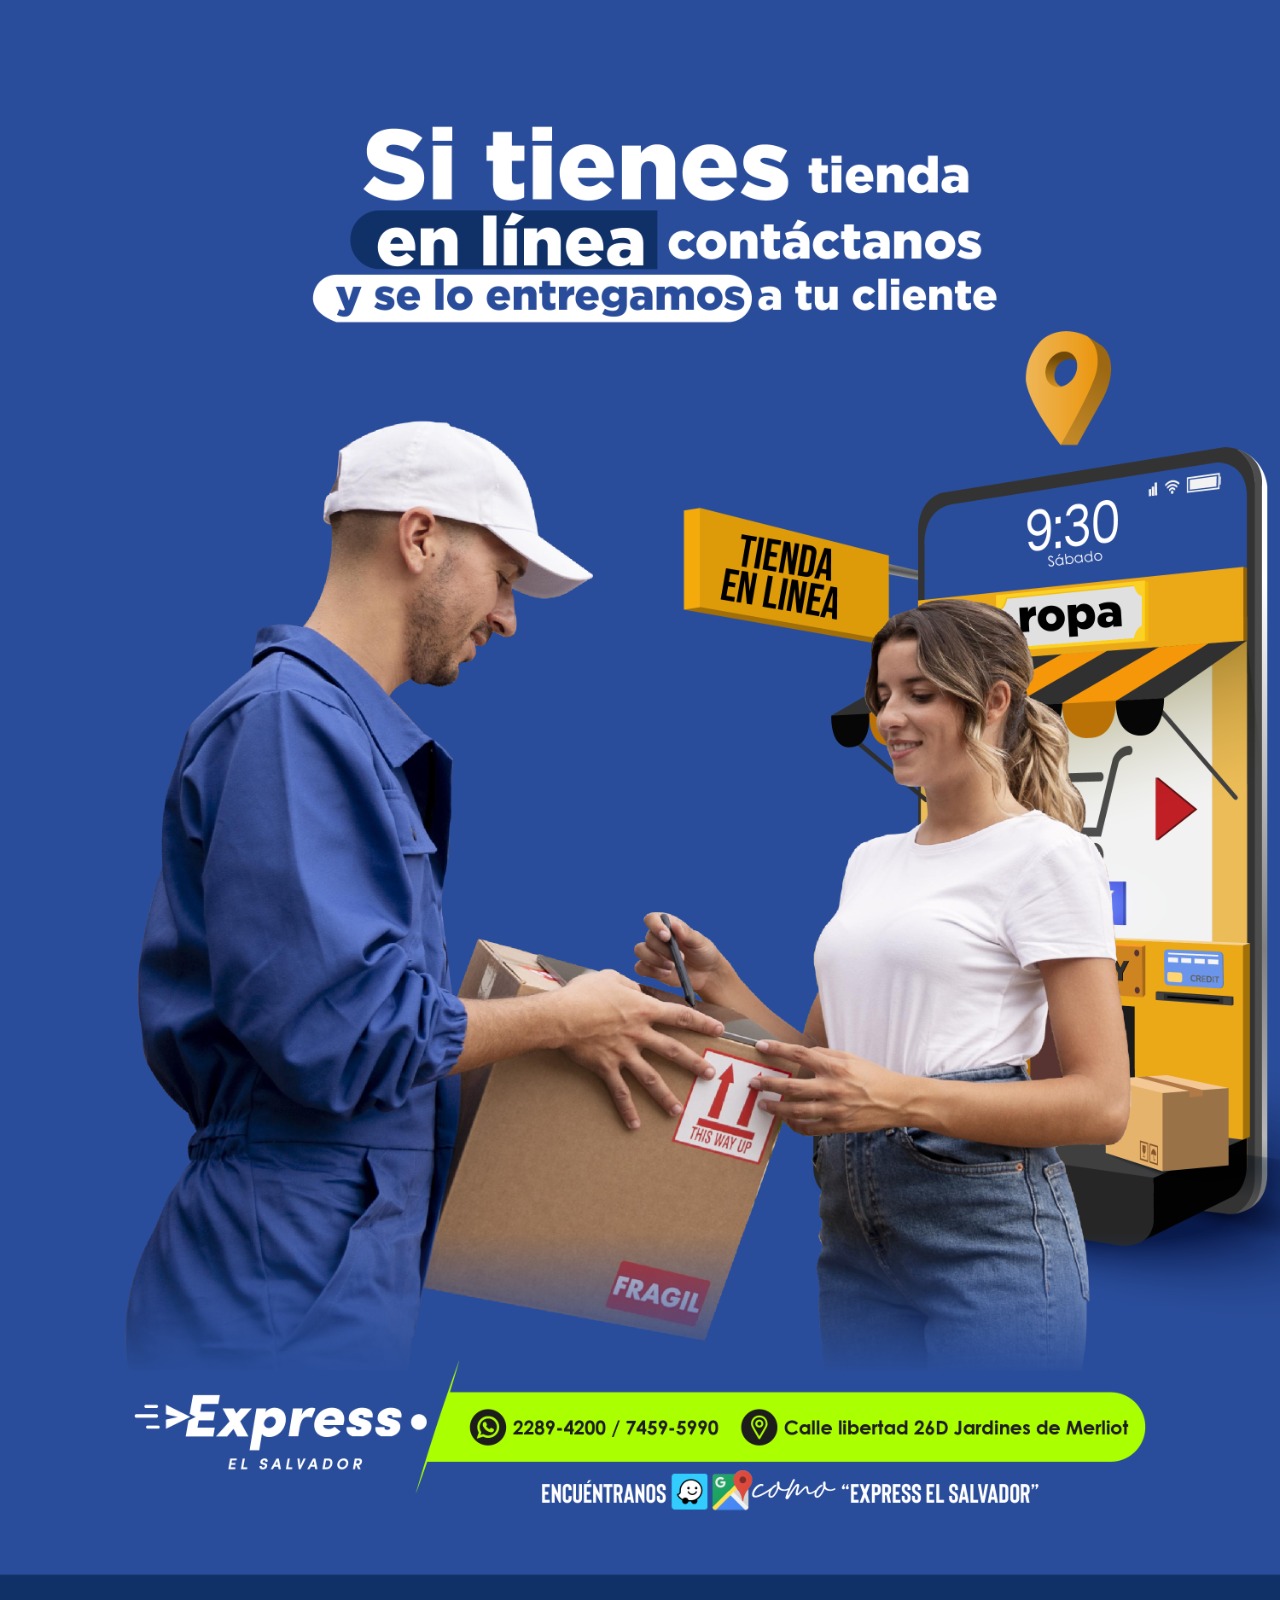 Si tienes tienda
en línea contáctanos
y se lo entregamos a tu cliente
9:30
Sábado
TIENDA
EN LINEA
ropa
CREDIT
THIS WAY UP
FRAGIL
Express
EL SALVADOR
2289-4200 / 7459-5990
Calle libertad 26D Jardines de Merliot
ENCUÉNTRANOS G como “EXPRESS EL SALVADOR”